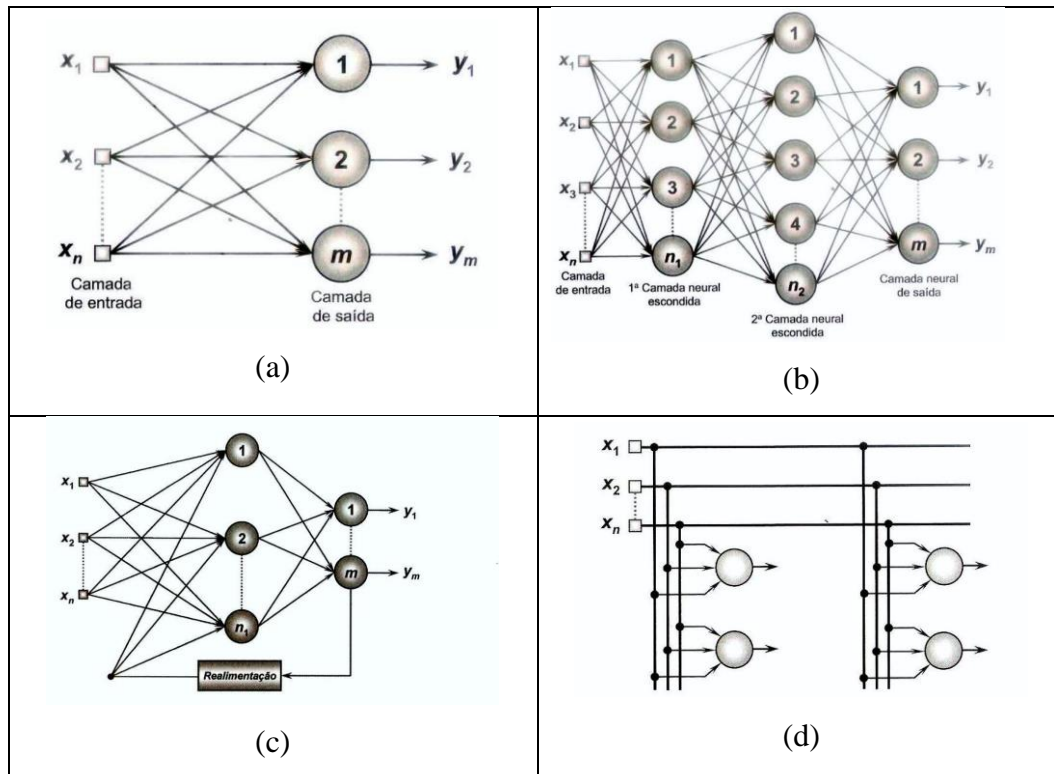 x1
1
y1
x2
2
y2
xn
m
ym
Camada
de entrada
Camada
de saída
(a)
x1
x2
x3
xn
Camada
de entrada
1
2
3
n1
1ª Camada neural
escondida
1
2
3
4
n2
2ª Camada neural
escondida
1
2
m
Camada neural
de saída
y1
y2
ym
(b)
x1
x2
xn
1
2
n1
1
m
y1
ym
Realimentação
(c)
x1
x2
xn
(d)